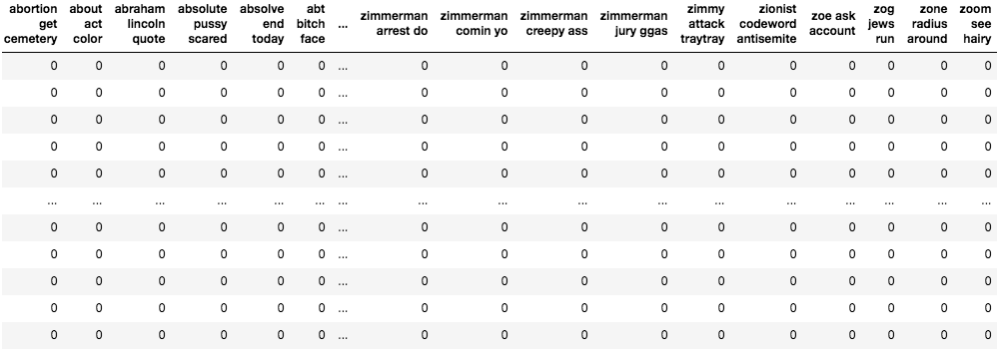 abortion
get
cemetery
about
act
color
abraham
lincoln
quote
absolute
pussy
scared
absolve
end
today
abt
bitch
face
...
zimmerman
arrest do
zimmerman
comin yo
zimmerman
creepy ass
zimmerman
jury ggas
zimmy
attack
traytray
zionist
codeword
antisemite
zoe ask
account
zog
jews
run
zone
radius
around
zoom
see
hairy
0 0 0 0 0 0 ... 0 0 0 0 0 0 0 0 0 0
0 0 0 0 0 0 ... 0 0 0 0 0 0 0 0 0 0
0 0 0 0 0 0 ... 0 0 0 0 0 0 0 0 0 0
0 0 0 0 0 0 ... 0 0 0 0 0 0 0 0 0 0
0 0 0 0 0 0 ... 0 0 0 0 0 0 0 0 0 0
... ... ... ... ... ... ... ... ... ... ... ... ... ... ... ... ...
0 0 0 0 0 0 ... 0 0 0 0 0 0 0 0 0 0
0 0 0 0 0 0 ... 0 0 0 0 0 0 0 0 0 0
0 0 0 0 0 0 ... 0 0 0 0 0 0 0 0 0 0
0 0 0 0 0 0 ... 0 0 0 0 0 0 0 0 0 0
0 0 0 0 0 0 ... 0 0 0 0 0 0 0 0 0 0